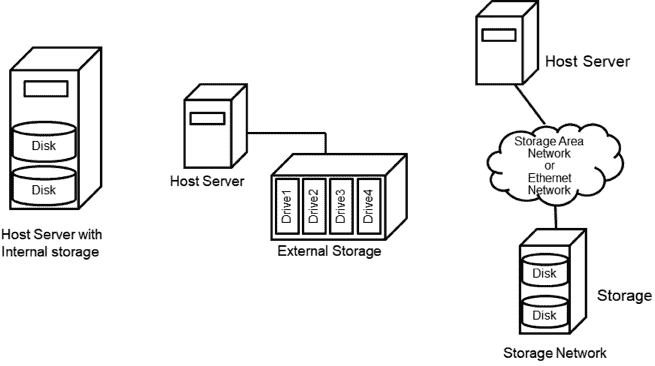 Disk
Disk
Host Server with
Internal storage
Host Server
Drive1
Drive2
Drive3
Drive4
External Storage
Host Server
Storage Area
Network
or
Ethernet
Network
Disk
Disk
Storage
Storage Network